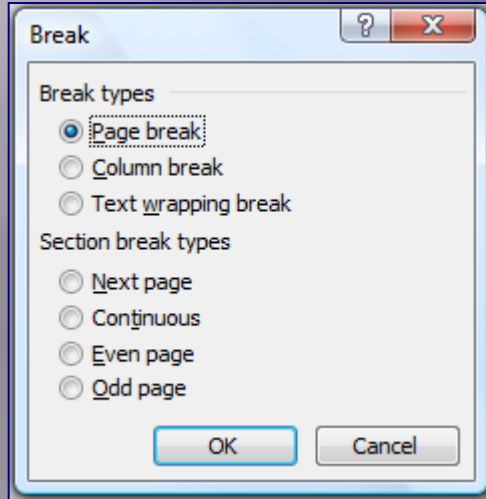 Break
Break types
Page break
Column break
Text wrapping break
Section break types
Next page
Continuous
Even page
Odd page
OK Cancel